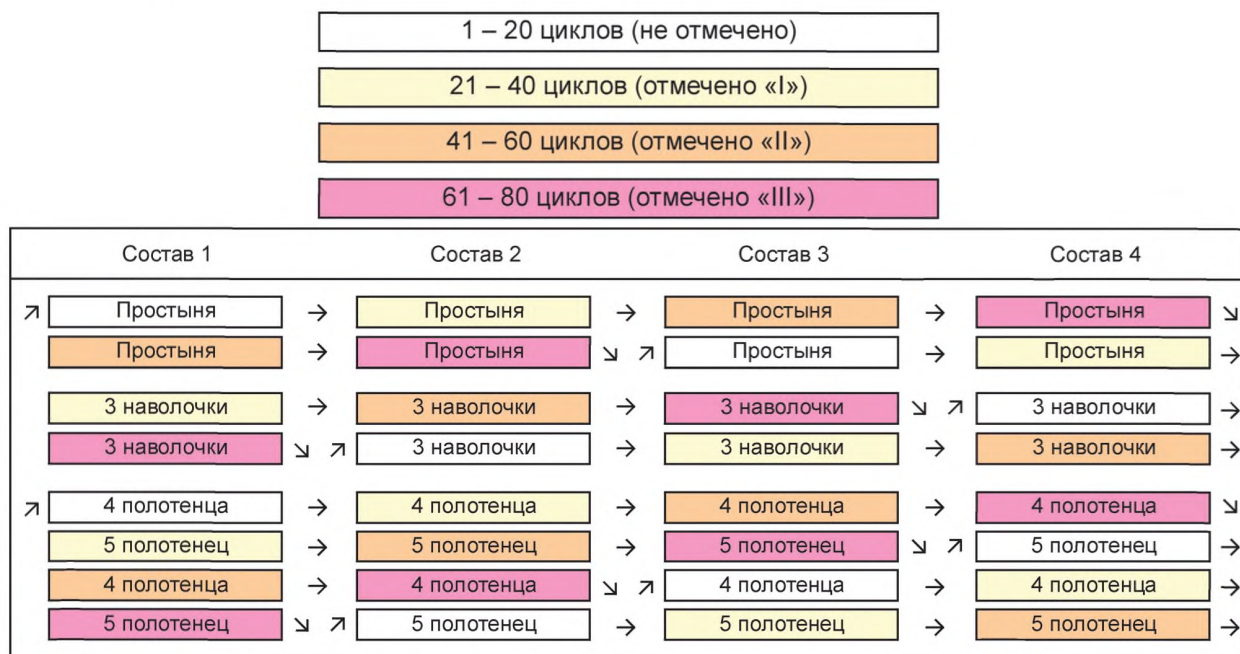 1 – 20 циклов (не отмечено)
21 – 40 циклов (отмечено «I»)
41 – 60 циклов (отмечено «II»)
61 – 80 циклов (отмечено «III»)
Состав 1 Состав 2 Состав 3 Состав 4
↗ Простыня → Простыня → Простыня → Простыня ↘
Простыня → Простыня ↘ ↗ Простыня → Простыня →
3 наволочки → 3 наволочки → 3 наволочки ↘ ↗ 3 наволочки →
3 наволочки ↘ ↗ 3 наволочки → 3 наволочки → 3 наволочки →
↗ 4 полотенца → 4 полотенца → 4 полотенца → 4 полотенца ↘
5 полотенец → 5 полотенец → 5 полотенец ↘ ↗ 5 полотенец →
4 полотенца → 4 полотенца ↘ ↗ 4 полотенца → 4 полотенца →
5 полотенец ↘ ↗ 5 полотенец → 5 полотенец → 5 полотенец →